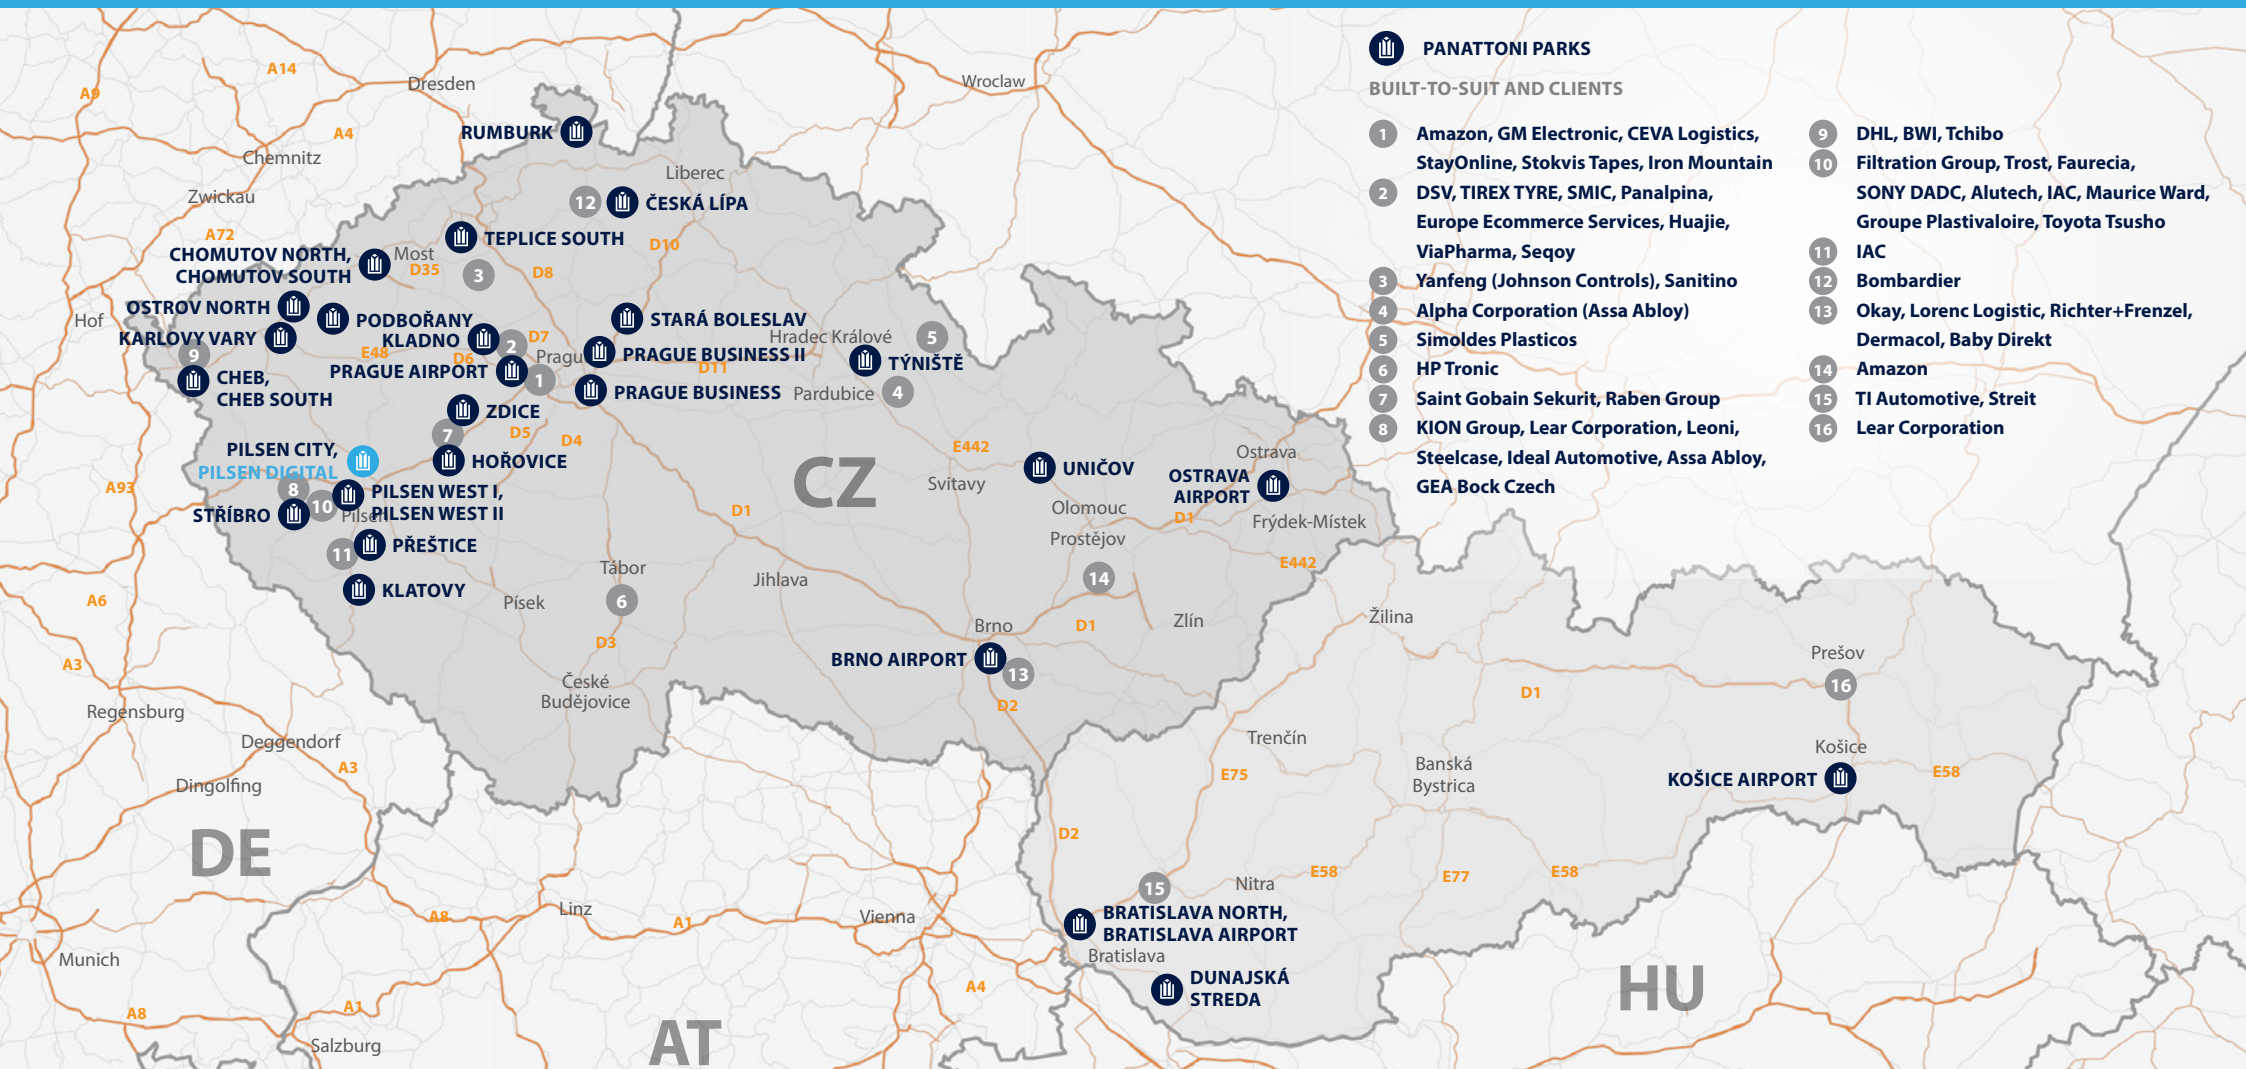 PANATTONI PARKS
BUILT-TO-SUIT AND CLIENTS
1 Amazon, GM Electronic, CEVA Logistics,
StayOnline, Stokvis Tapes, Iron Mountain
2 DSV, TIREX TYRE, SMIC, Panalpina,
Europe Ecommerce Services, Huajie,
ViaPharma, Seqoy
3 Yanfeng (Johnson Controls), Sanitino
4 Alpha Corporation (Assa Abloy)
5 Simoldes Plasticos
6 HP Tronic
7 Saint Gobain Sekurit, Raben Group
8 KION Group, Lear Corporation, Leoni,
Steelcase, Ideal Automotive, Assa Abloy,
GEA Bock Czech
9 DHL, BWI, Tchibo
10 Filtration Group, Trost, Faurecia,
SONY DADC, Alutech, IAC, Maurice Ward,
Groupe Plastivaloire, Toyota Tsusho
11 IAC
12 Bombardier
13 Okay, Lorenc Logistic, Richter+Frenzel,
Dermacol, Baby Direkt
14 Amazon
15 TI Automotive, Streit
16 Lear Corporation
A14
Dresden
Wroclaw
A9
RUMBURK
A4
Chemnitz
Liberec
Zwickau
12
ČESKÁ LÍPA
A72
TEPLICE SOUTH
D10
CHOMUTOV NORTH,
CHOMUTOV SOUTH
Most
D35
3
D8
OSTROV NORTH
Hof
PODBOŘANY
STARÁ BOLESLAV
KARLOVY VARY
KLADNO
2
D7
Hradec Králové
5
9
E48
D6
Pragu
PRAGUE BUSINESS II
D11
TÝNIŠTĚ
PRAGUE AIRPORT
1
CHEB,
CHEB SOUTH
PRAGUE BUSINESS
Pardubice
4
ZDICE
7
D5
D4
E442
PILSEN CITY,
PILSEN DIGITAL
HOŘOVICE
CZ
UNIČOV
Ostrava
OSTRAVA
AIRPORT
A93
8
Svitavy
PILSEN WEST I,
PILSEN WEST II
10
Pilsen
STŘÍBRO
D1
Olomouc
D1
Frýdek-Místek
Prostějov
11
PŘEŠTICE
E442
Tábor
Jihlava
14
KLATOVY
A6
Písek
6
Zlín
Žilina
Brno
D1
D3
A3
BRNO AIRPORT
13
Prešov
České
Budějovice
16
D1
D2
Regensburg
Deggendorf
Trenčín
Košice
A3
Banská
Bystrica
E75
KOŠICE AIRPORT
E58
Dingolfing
DE
D2
E58
E77
E58
15
Nitra
Linz
A8
A1
Vienna
BRATISLAVA NORTH,
BRATISLAVA AIRPORT
Bratislava
Munich
DUNAJSKÁ
STREDA
HU
A4
A1
A8
Salzburg
AT